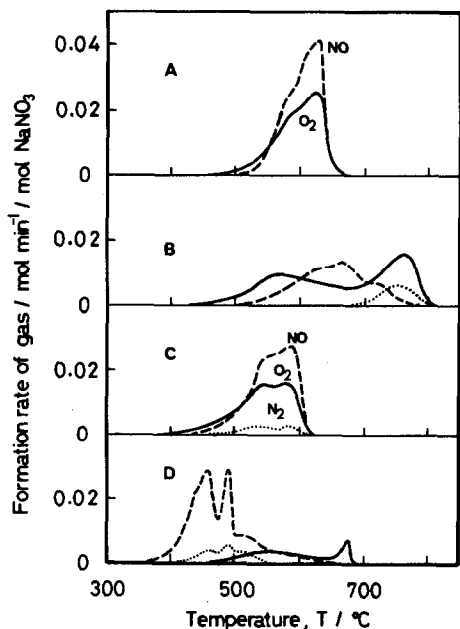 Formation rate of gas / mol min⁻¹ / mol NaNO₃
0.04
0.02
0
A
NO
O₂
0.02
0
B
0.02
0
C
NO
O₂
N₂
0.02
0
D
300
500
700
Temperature, T / °C